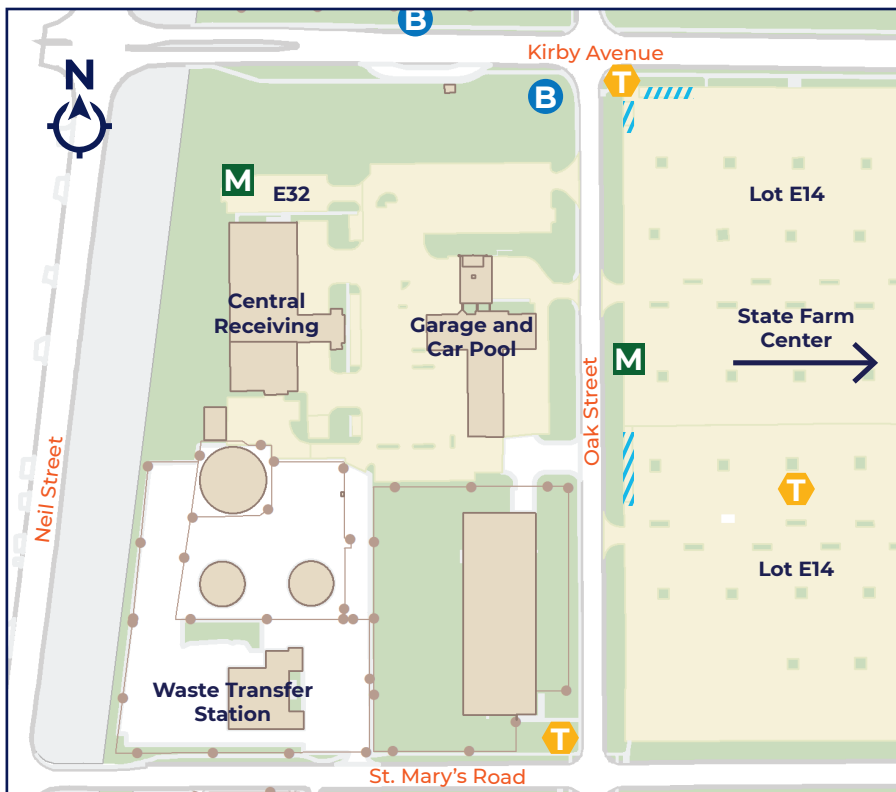 B
Kirby Avenue
N
T
B
M
E32
Lot E14
Central
Receiving
Garage and
Car Pool
State Farm
Center
M
Oak Street
Neil Street
T
Lot E14
Waste Transfer
Station
T
St. Mary's Road